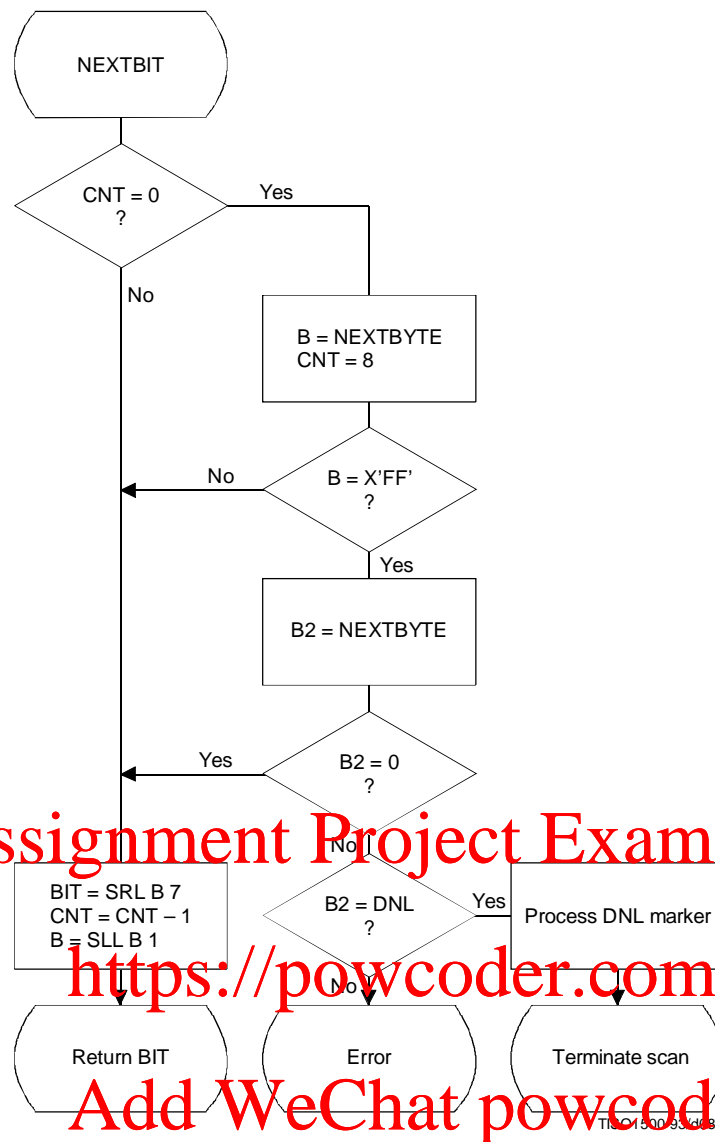 NEXTBIT
CNT = 0
?
Yes
No
B = NEXTBYTE
CNT = 8
No
B = X’FF’
?
Yes
B2 = NEXTBYTE
Yes
B2 = 0
?
ssignment Project Exam
No
BIT = SRL B 7
CNT = CNT – 1
B = SLL B 1
B2 = DNL
?
Yes
Process DNL marker
https://powcoder.com
No
Return BIT
Error
Terminate scan
Add WeChat powcod